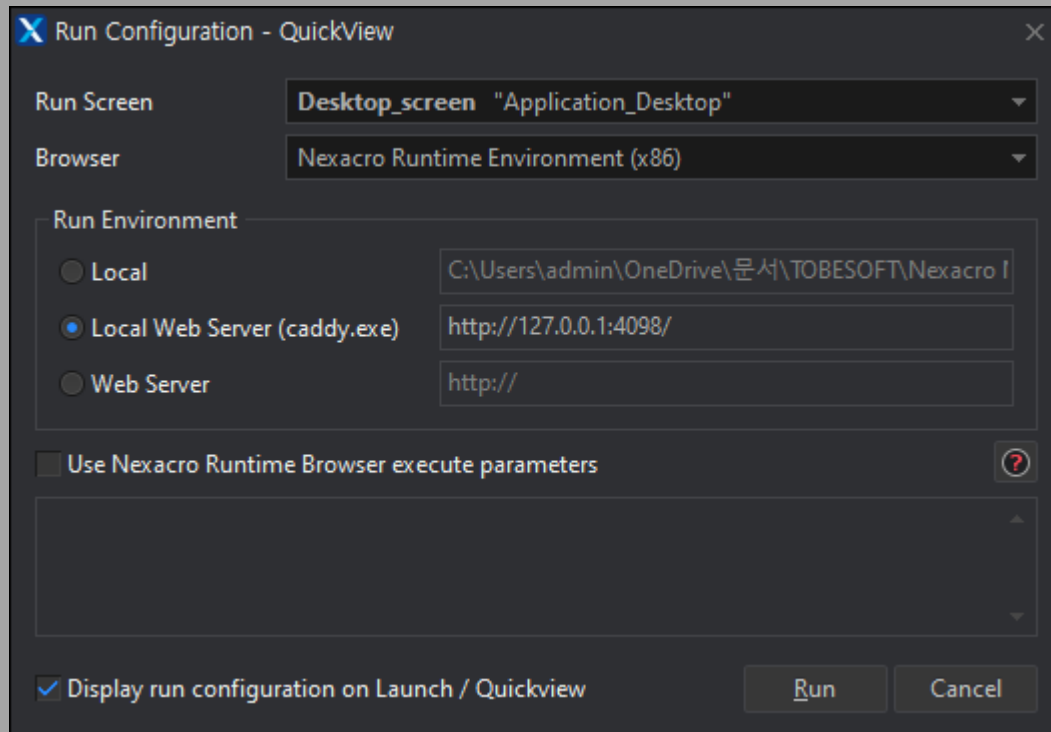 Run Configuration - QuickView
Run Screen Desktop_screen "Application_Desktop"
Browser Nexacro Runtime Environment (x86)
Run Environment
Local C:\Users\admin\OneDrive\문서\TOBESOFT\Nexacro
Local Web Server (caddy.exe) http://127.0.0.1:4098/
Web Server http://
Use Nexacro Runtime Browser execute parameters ?
Display run configuration on Launch / Quickview Run Cancel